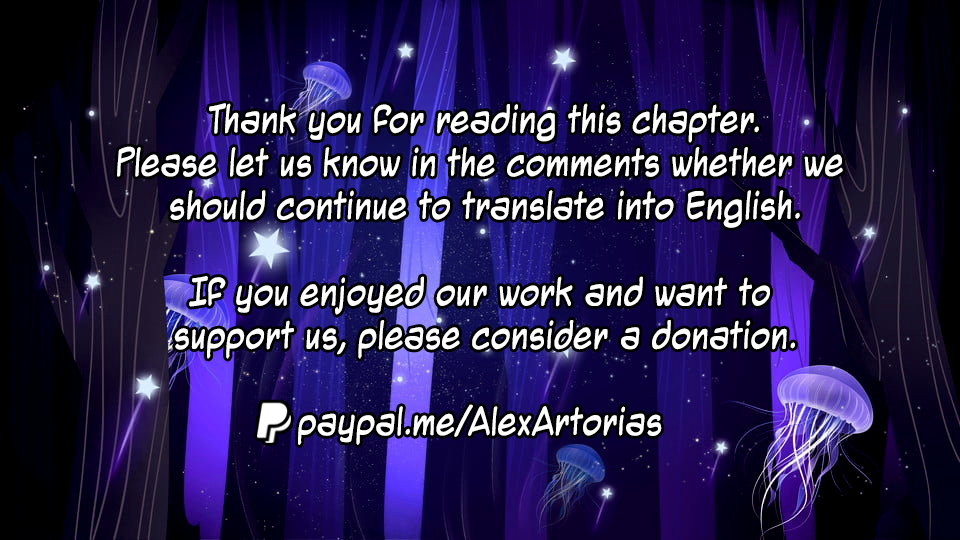 Thank you for reading this chapter.
Please let us know in the comments whether we
should continue to translate into English.
If you enjoyed our work and want to
support us, please consider a donation.
paypal.me/AlexArtorias